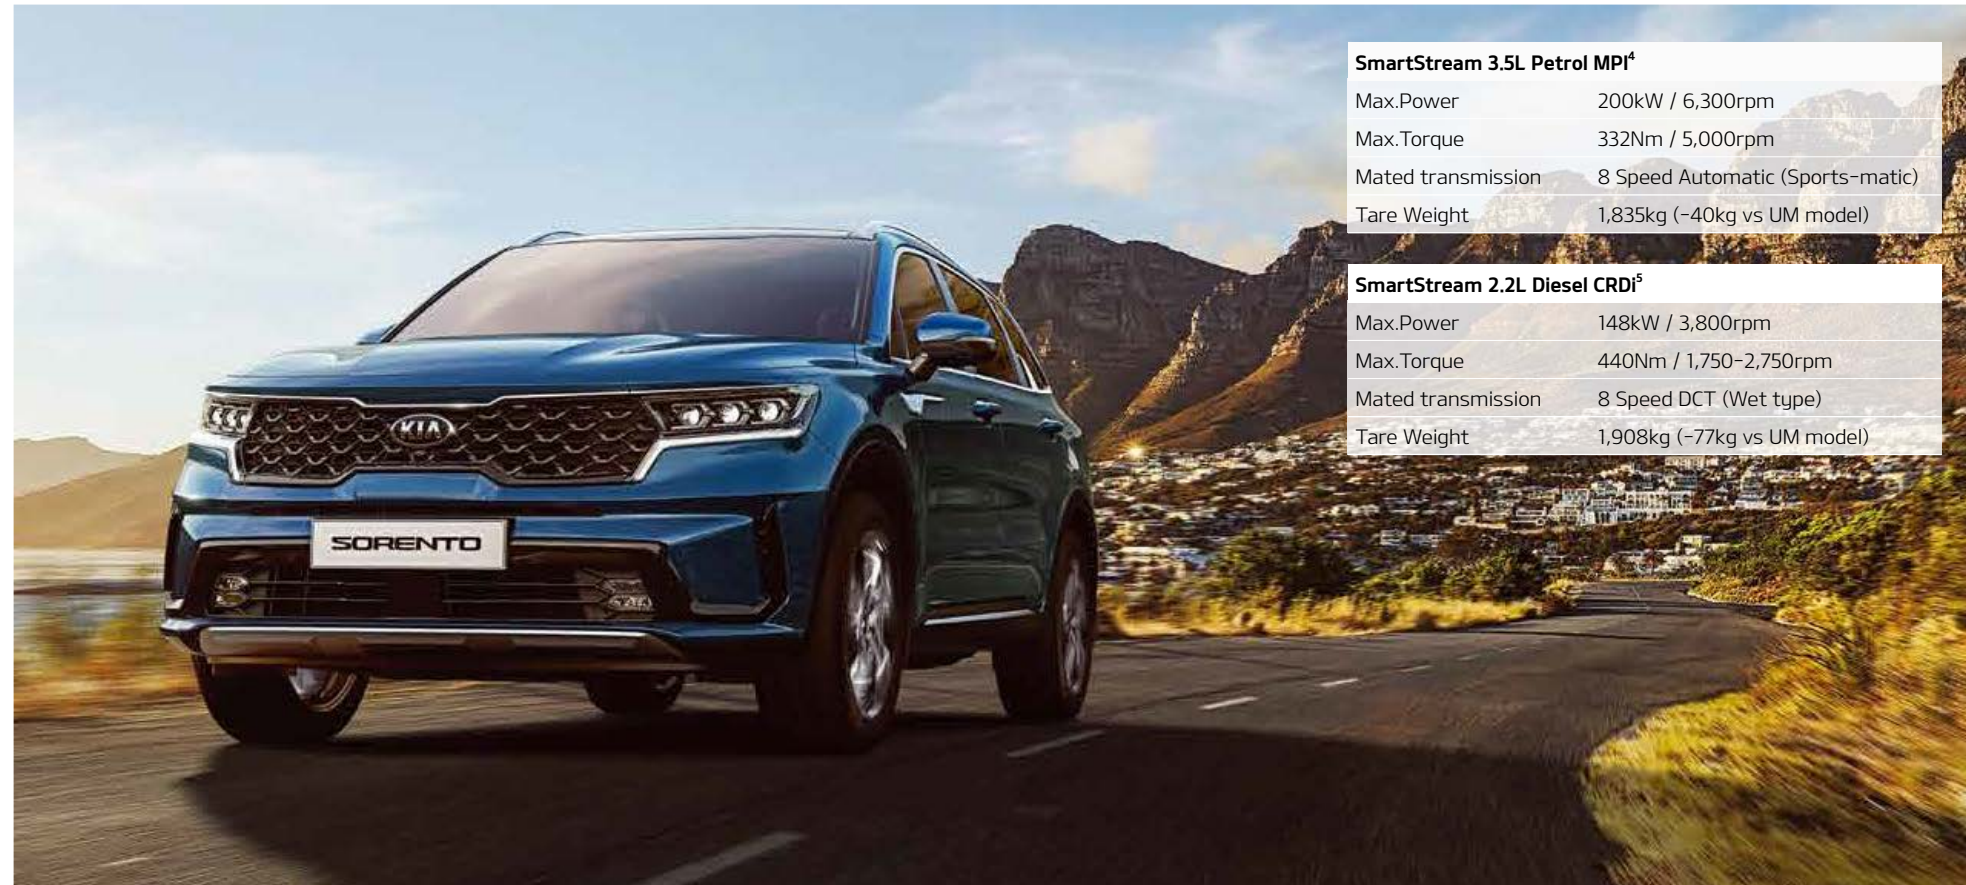 SmartStream 3.5L Petrol MPI⁴
Max.Power 200kW / 6,300rpm
Max.Torque 332Nm / 5,000rpm
Mated transmission 8 Speed Automatic (Sports-matic)
Tare Weight 1,835kg (-40kg vs UM model)
SmartStream 2.2L Diesel CRDi⁵
Max.Power 148kW / 3,800rpm
Max.Torque 440Nm / 1,750-2,750rpm
Mated transmission 8 Speed DCT (Wet type)
Tare Weight 1,908kg (-77kg vs UM model)
KIA
SORENTO